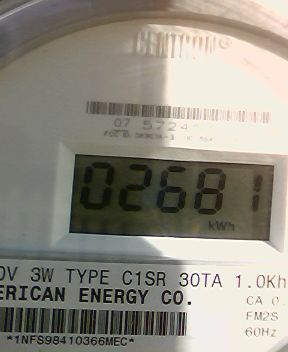 CENTRON®
07 5724
02681
kWh
0V 3W TYPE C1SR 30TA 1.0Kh
ERICAN ENERGY CO.
CA 0.
FM2S
60Hz
*1NFS98410366MEC*